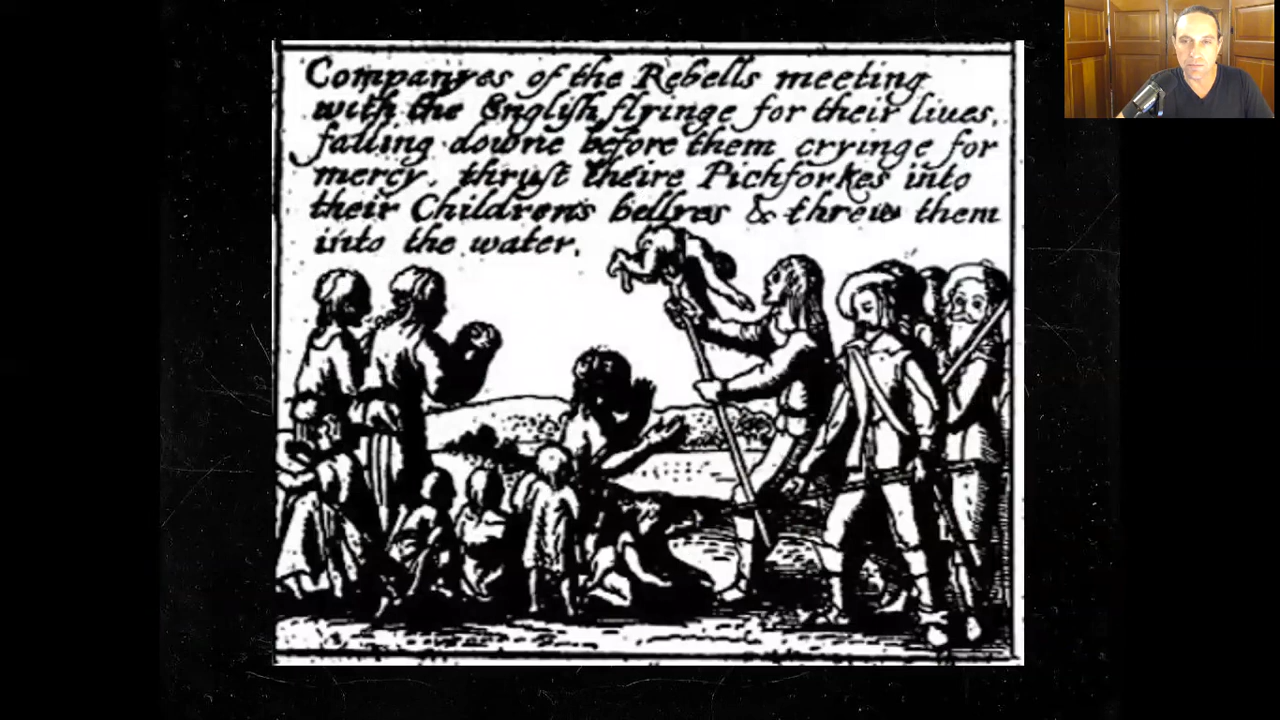 Companyes of the Rebells meeting
with the English flyinge for their liues,
falling downe before them cryinge for
mercy, thrust theire Pichforkes into
their Childrens bellyes & threw them
into the water.